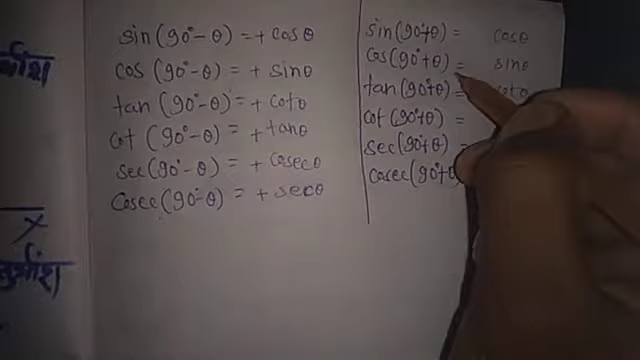 sin(90°-θ) = + cosθ
cos(90°-θ) = + sinθ
tan(90°-θ) = + cotθ
cot(90°-θ) = + tanθ
sec(90°-θ) = + cosecθ
Cosec(90°-θ) = + secθ
sin(90°+θ) = cosθ
cos(90°+θ) = sinθ
tan(90°+θ) = cotθ
cot(90°+θ) =
sec(90°+θ) =
cosec(90°+θ)